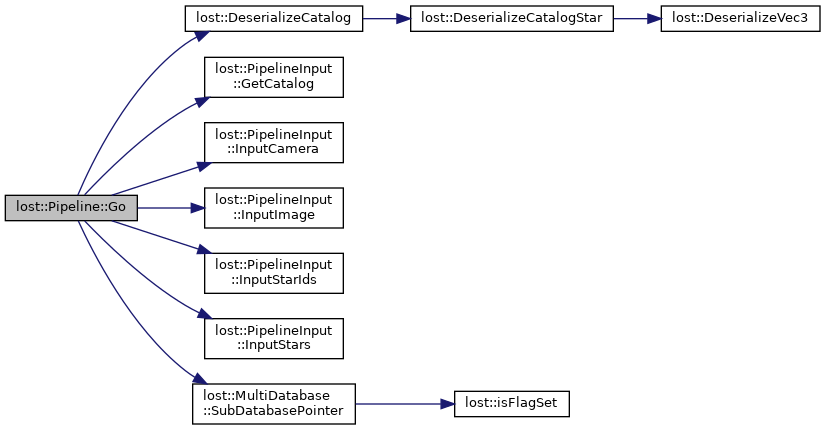 lost::DeserializeCatalog
lost::DeserializeCatalogStar
lost::DeserializeVec3
lost::PipelineInput
::GetCatalog
lost::PipelineInput
::InputCamera
lost::Pipeline::Go
lost::PipelineInput
::InputImage
lost::PipelineInput
::InputStarIds
lost::PipelineInput
::InputStars
lost::MultiDatabase
::SubDatabasePointer
lost::isFlagSet